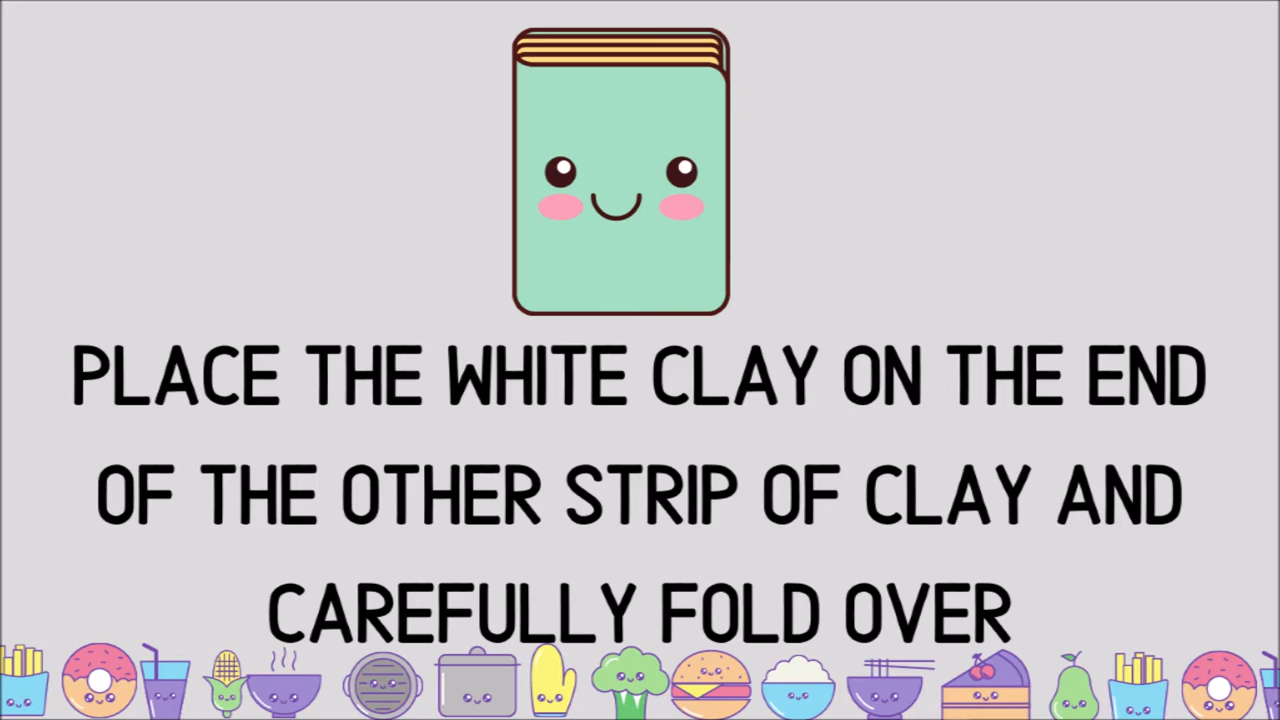 PLACE THE WHITE CLAY ON THE END
OF THE OTHER STRIP OF CLAY AND
CAREFULLY FOLD OVER